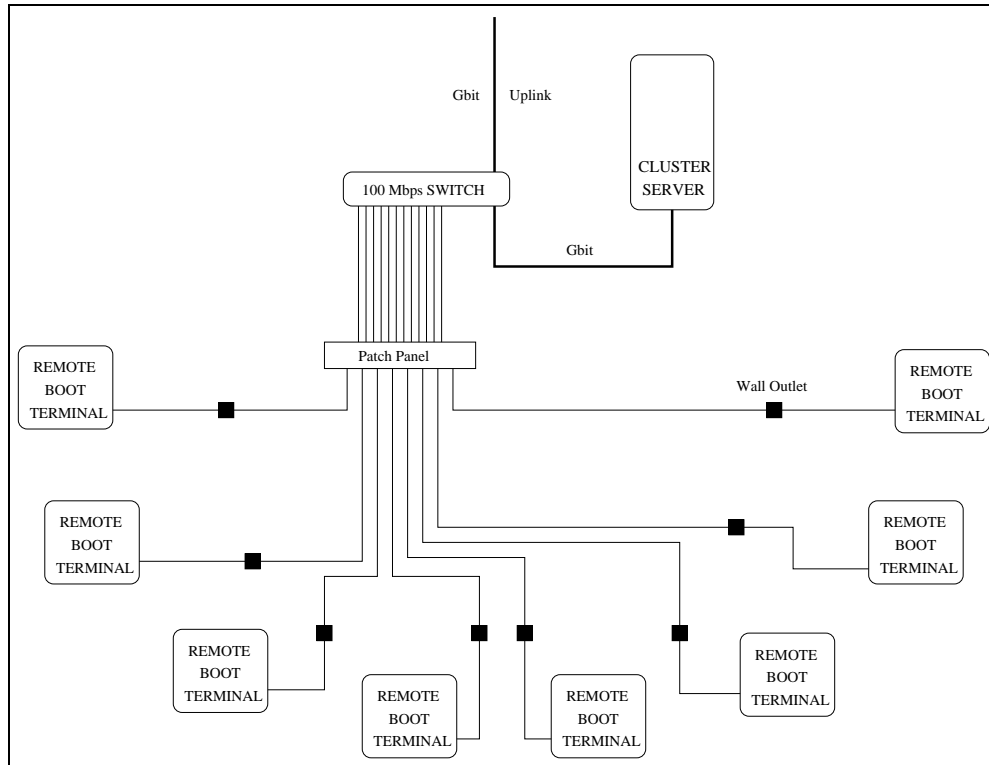 Gbit
Uplink
CLUSTER
SERVER
100 Mbps SWITCH
Gbit
Patch Panel
REMOTE
BOOT
TERMINAL
Wall Outlet
REMOTE
BOOT
TERMINAL
REMOTE
BOOT
TERMINAL
REMOTE
BOOT
TERMINAL
REMOTE
BOOT
TERMINAL
REMOTE
BOOT
TERMINAL
REMOTE
BOOT
TERMINAL
REMOTE
BOOT
TERMINAL